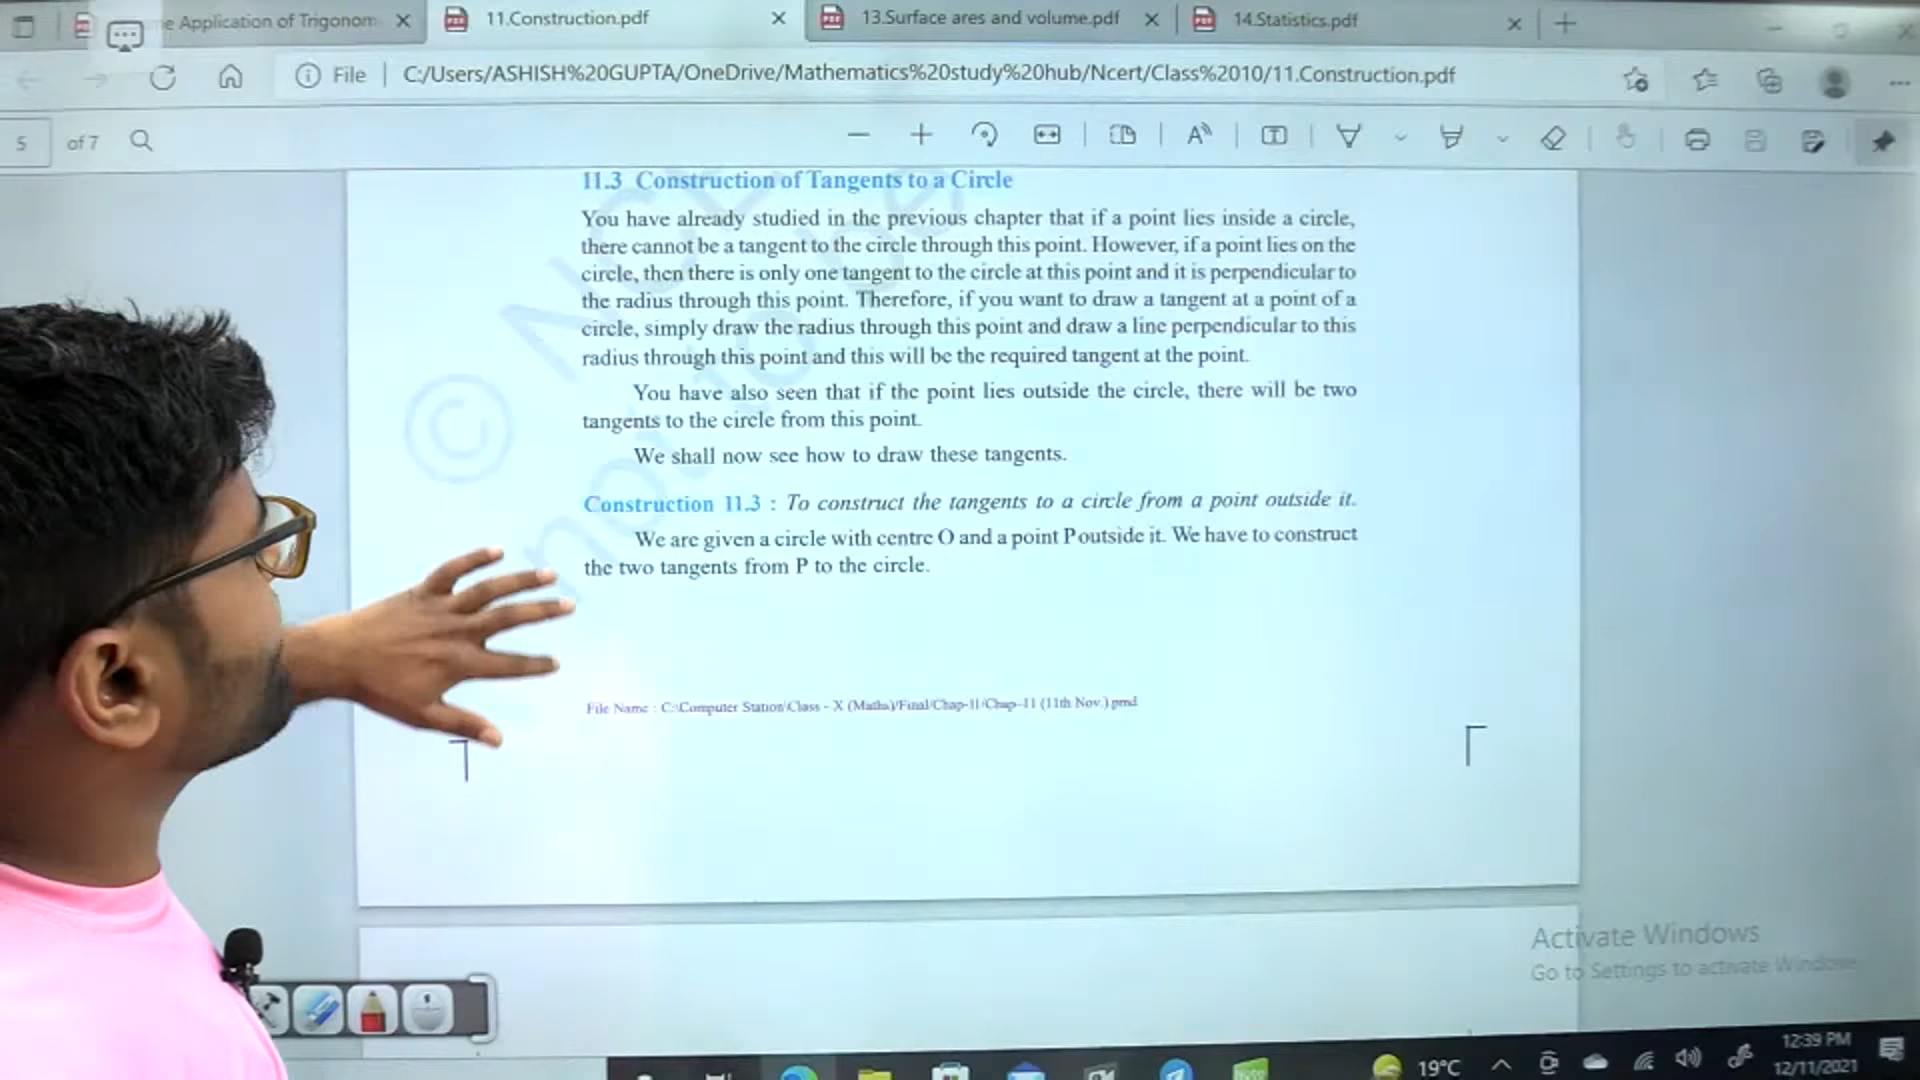 e Application of Trigonom
11.Construction.pdf
13.Surface ares and volume.pdf
14.Statistics.pdf
File
C:/Users/ASHISH%20GUPTA/OneDrive/Mathematics%20study%20hub/Ncert/Class%2010/11.Construction.pdf
5 of 7
11.3 Construction of Tangents to a Circle
You have already studied in the previous chapter that if a point lies inside a circle,
there cannot be a tangent to the circle through this point. However, if a point lies on the
circle, then there is only one tangent to the circle at this point and it is perpendicular to
the radius through this point. Therefore, if you want to draw a tangent at a point of a
circle, simply draw the radius through this point and draw a line perpendicular to this
radius through this point and this will be the required tangent at the point.
You have also seen that if the point lies outside the circle, there will be two
tangents to the circle from this point.
We shall now see how to draw these tangents.
Construction 11.3 : To construct the tangents to a circle from a point outside it.
We are given a circle with centre O and a point P outside it. We have to construct
the two tangents from P to the circle.
File Name : C:\Computer Station\Class - X (Maths)/Final/Chap-11/Chap-11 (11th Nov.) pmd
© NCE
not to be
Activate Windows
Go to Settings to activate Windows
19°C
12:39 PM
12/11/2021